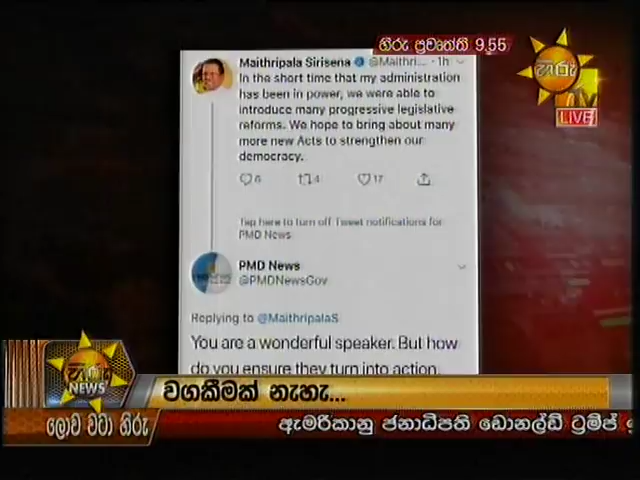 හිරු ප්‍රවෘත්ති 9.55
හිරු
TV
LIVE
Maithripala Sirisena @Maithri... · 1h
In the short time that my administration
has been in power, we were able to
introduce many progressive legislative
reforms. We hope to bring about many
more new Acts to strengthen our
democracy.
6 4 17
Tap here to turn off Tweet notifications for
PMD News
PMD News
@PMDNewsGov
Replying to @MaithripalaS
You are a wonderful speaker. But how
do you ensure they turn into action.
හිරු
NEWS
වගකීමක් නැහැ...
ලොව වටා හිරු
ඇමරිකානු ජනාධිපති ඩොනල්ඩ් ට්‍රම්ප්